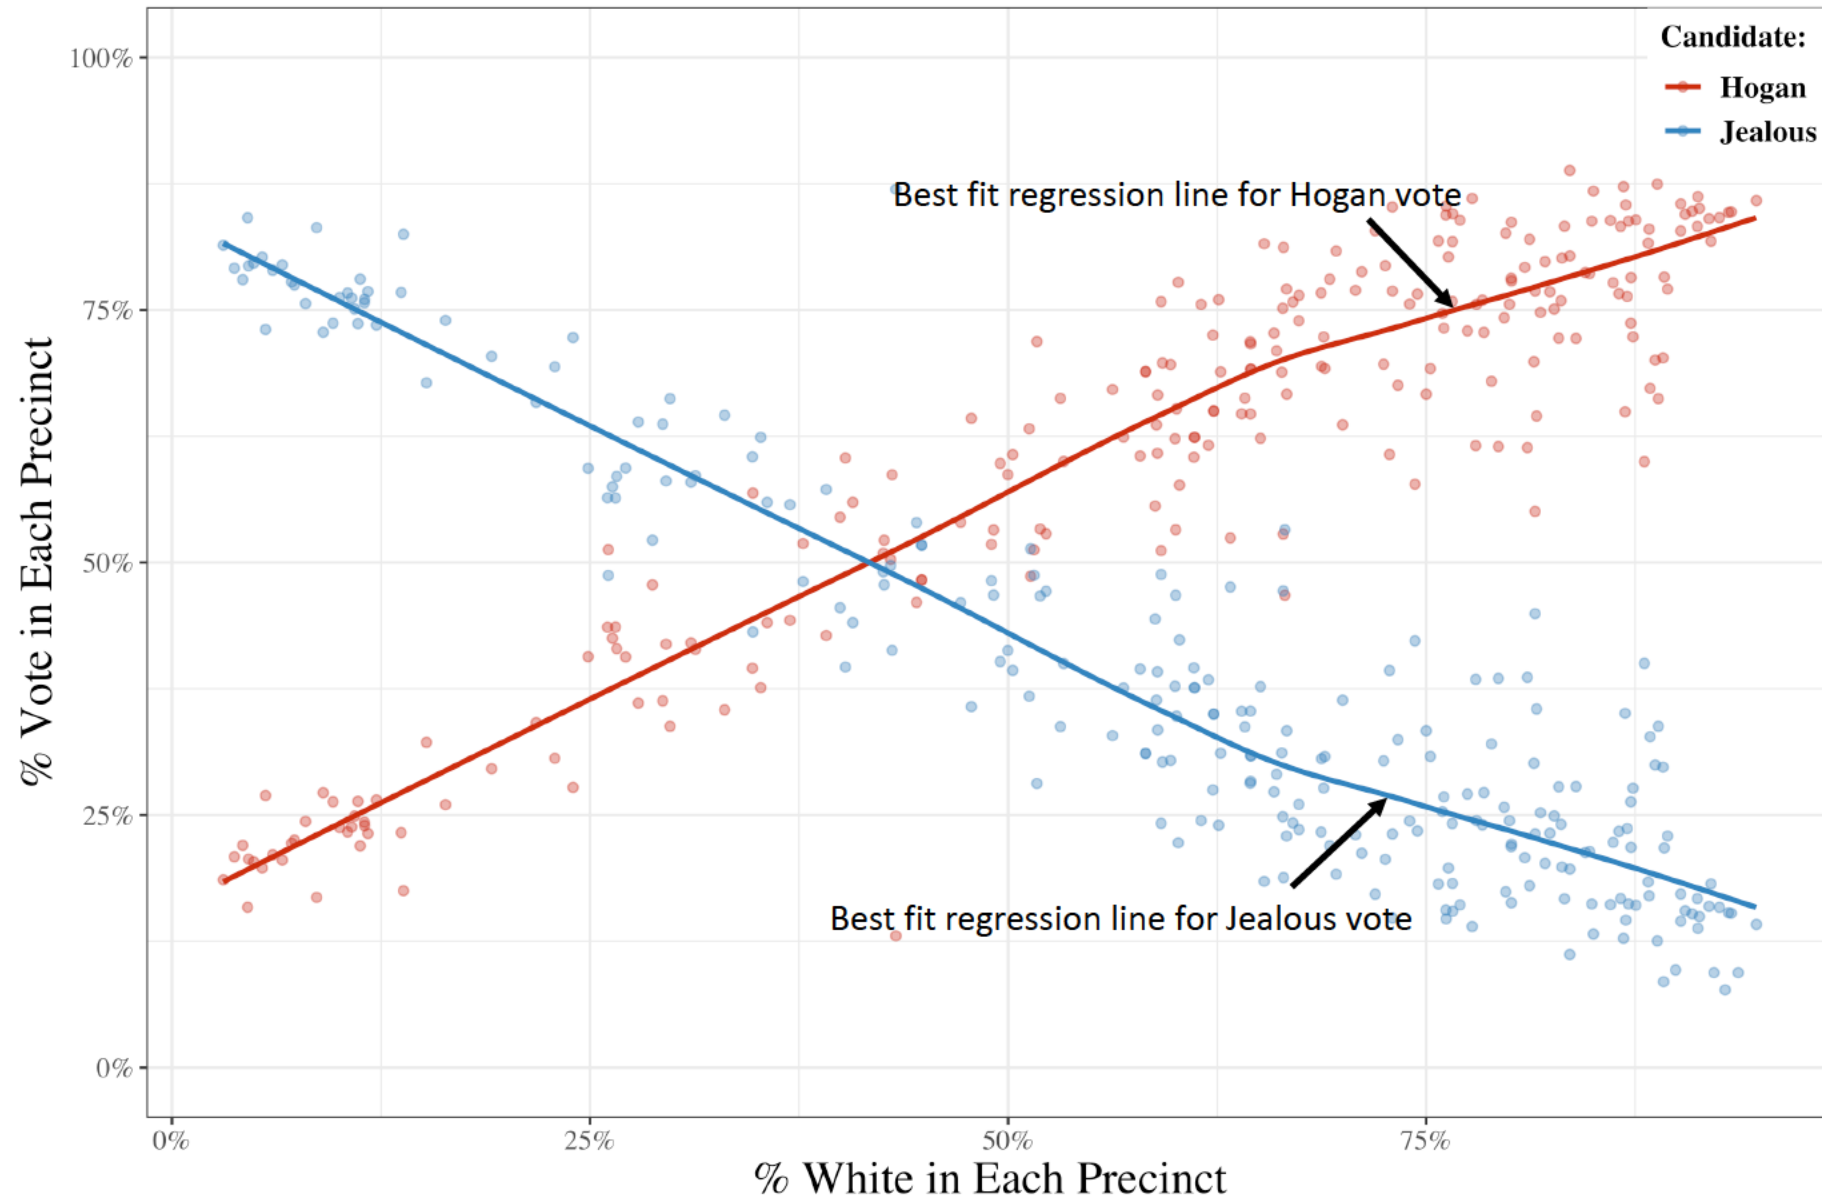 Candidate:
Hogan
Jealous
100%
75%
50%
25%
0%
% Vote in Each Precinct
Best fit regression line for Hogan vote
Best fit regression line for Jealous vote
0%
25%
50%
75%
% White in Each Precinct